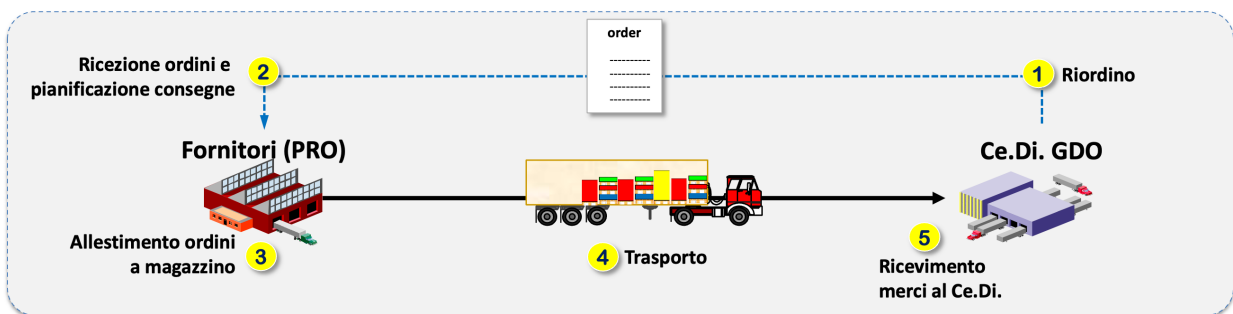 order
----------
----------
----------
----------
Ricezione ordini e
pianificazione consegne
2
1
Riordino
Fornitori (PRO)
Ce.Di. GDO
Allestimento ordini
a magazzino
3
4
Trasporto
5
Ricevimento
merci al Ce.Di.